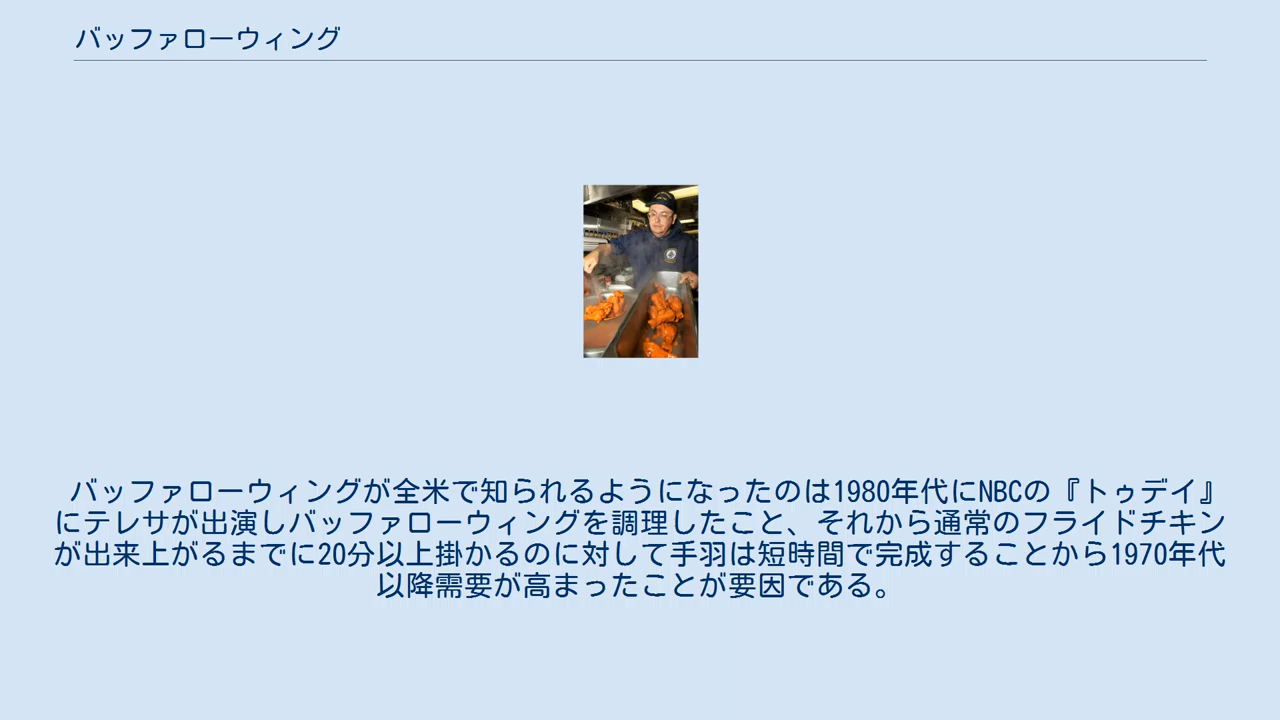 バッファローウィング
バッファローウィングが全米で知られるようになったのは1980年代にNBCの『トゥデイ』
にテレサが出演しバッファローウィングを調理したこと、それから通常のフライドチキン
が出来上がるまでに20分以上掛かるのに対して手羽は短時間で完成することから1970年代
以降需要が高まったことが要因である。